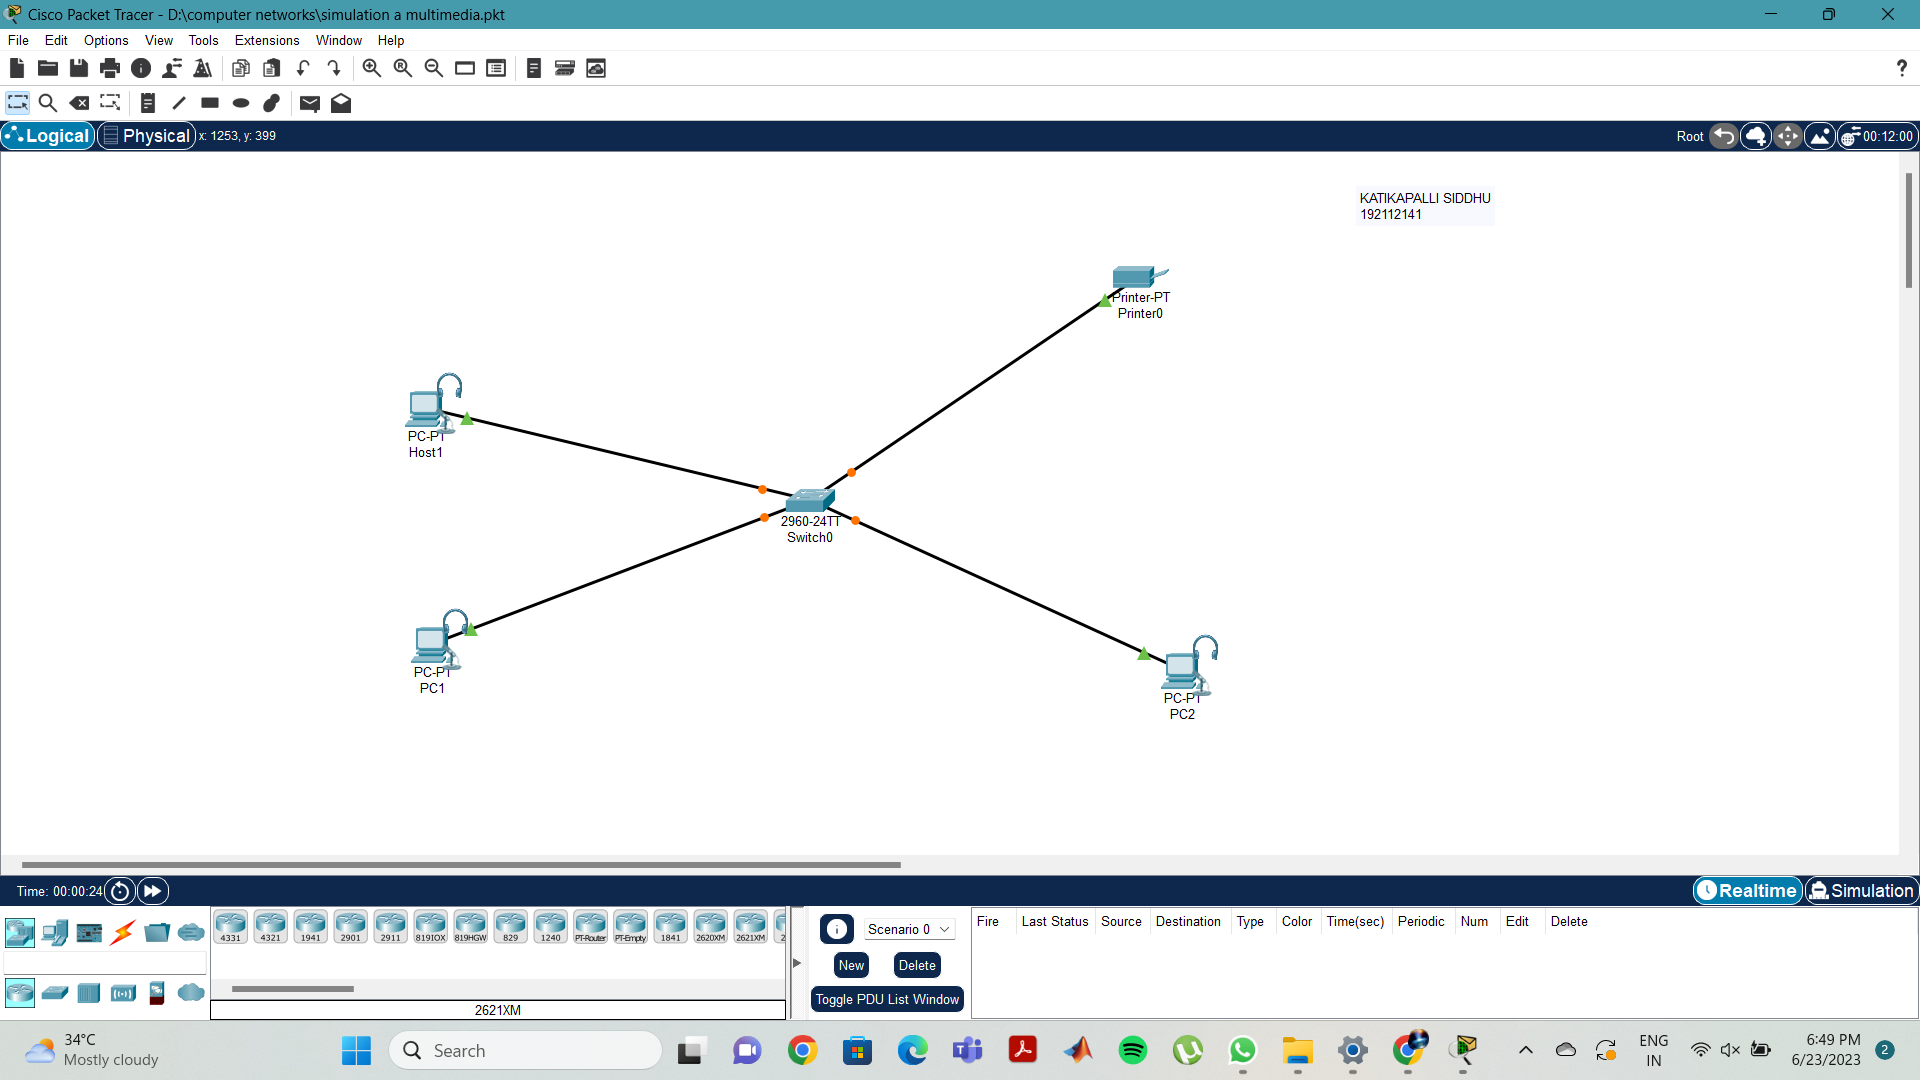 Cisco Packet Tracer - D:\computer networks\simulation a multimedia.pkt
File Edit Options View Tools Extensions Window Help
?
Logical Physical x: 1253, y: 399 Root 00:12:00
KATIKAPALLI SIDDHU
192112141
Printer-PT
Printer0
PC-PT
Host1
2960-24TT
Switch0
PC-PT
PC1
PC-PT
PC2
Time: 00:00:24 Realtime Simulation
4331 4321 1941 2901 2911 819IOX 819HGW 829 1240 PT-Router PT-Empty 1841 2620XM 2621XM 2
2621XM
Scenario 0
New Delete
Toggle PDU List Window
Fire Last Status Source Destination Type Color Time(sec) Periodic Num Edit Delete
34°C
Mostly cloudy
Search
ENG
IN
6:49 PM
6/23/2023
2